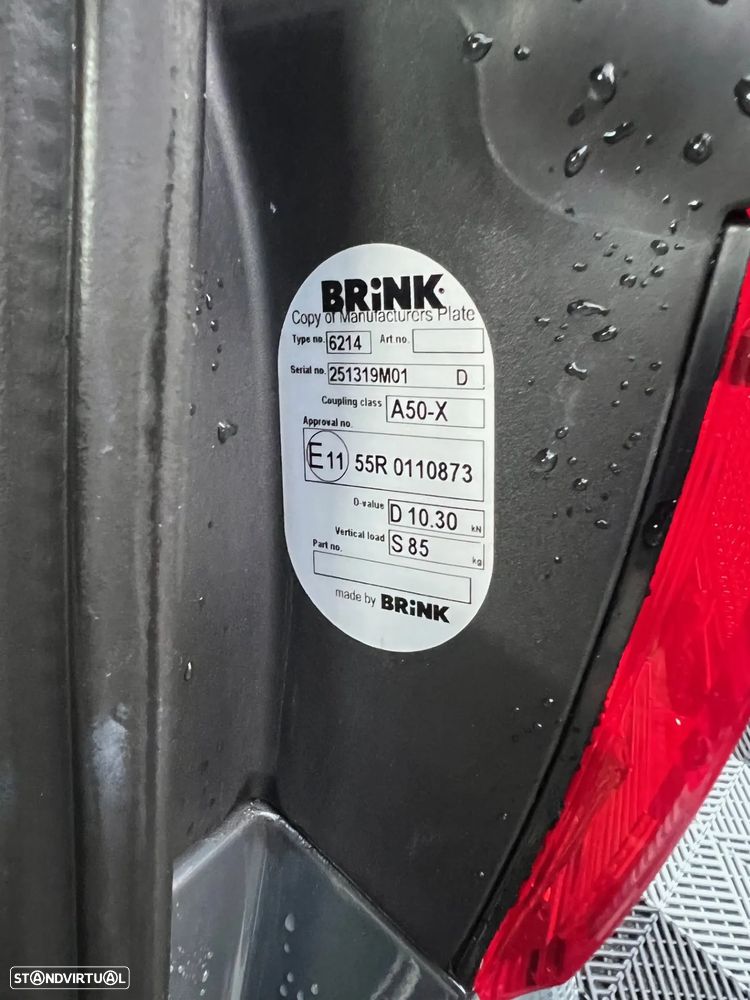 BRiNK
Copy of Manufacturers Plate
Type no. 6214 Art no.
Serial no. 251319M01 D
Coupling class A50-X
Approval no.
E11 55R 0110873
D-value D 10.30 kN
Vertical load S 85 kg
Part no.
made by BRiNK
STANDVIRTUAL